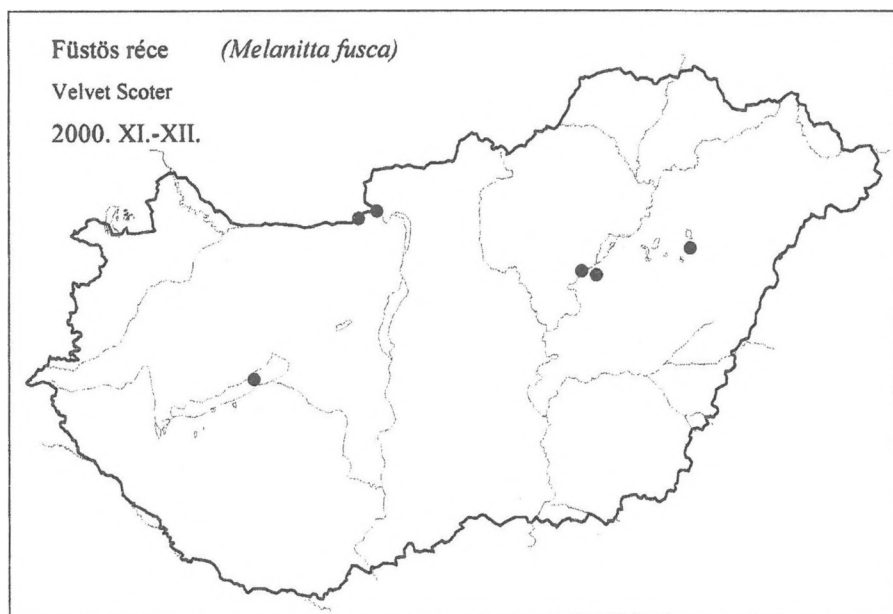 Füstös réce (Melanitta fusca)
Velvet Scoter
2000. XI.-XII.